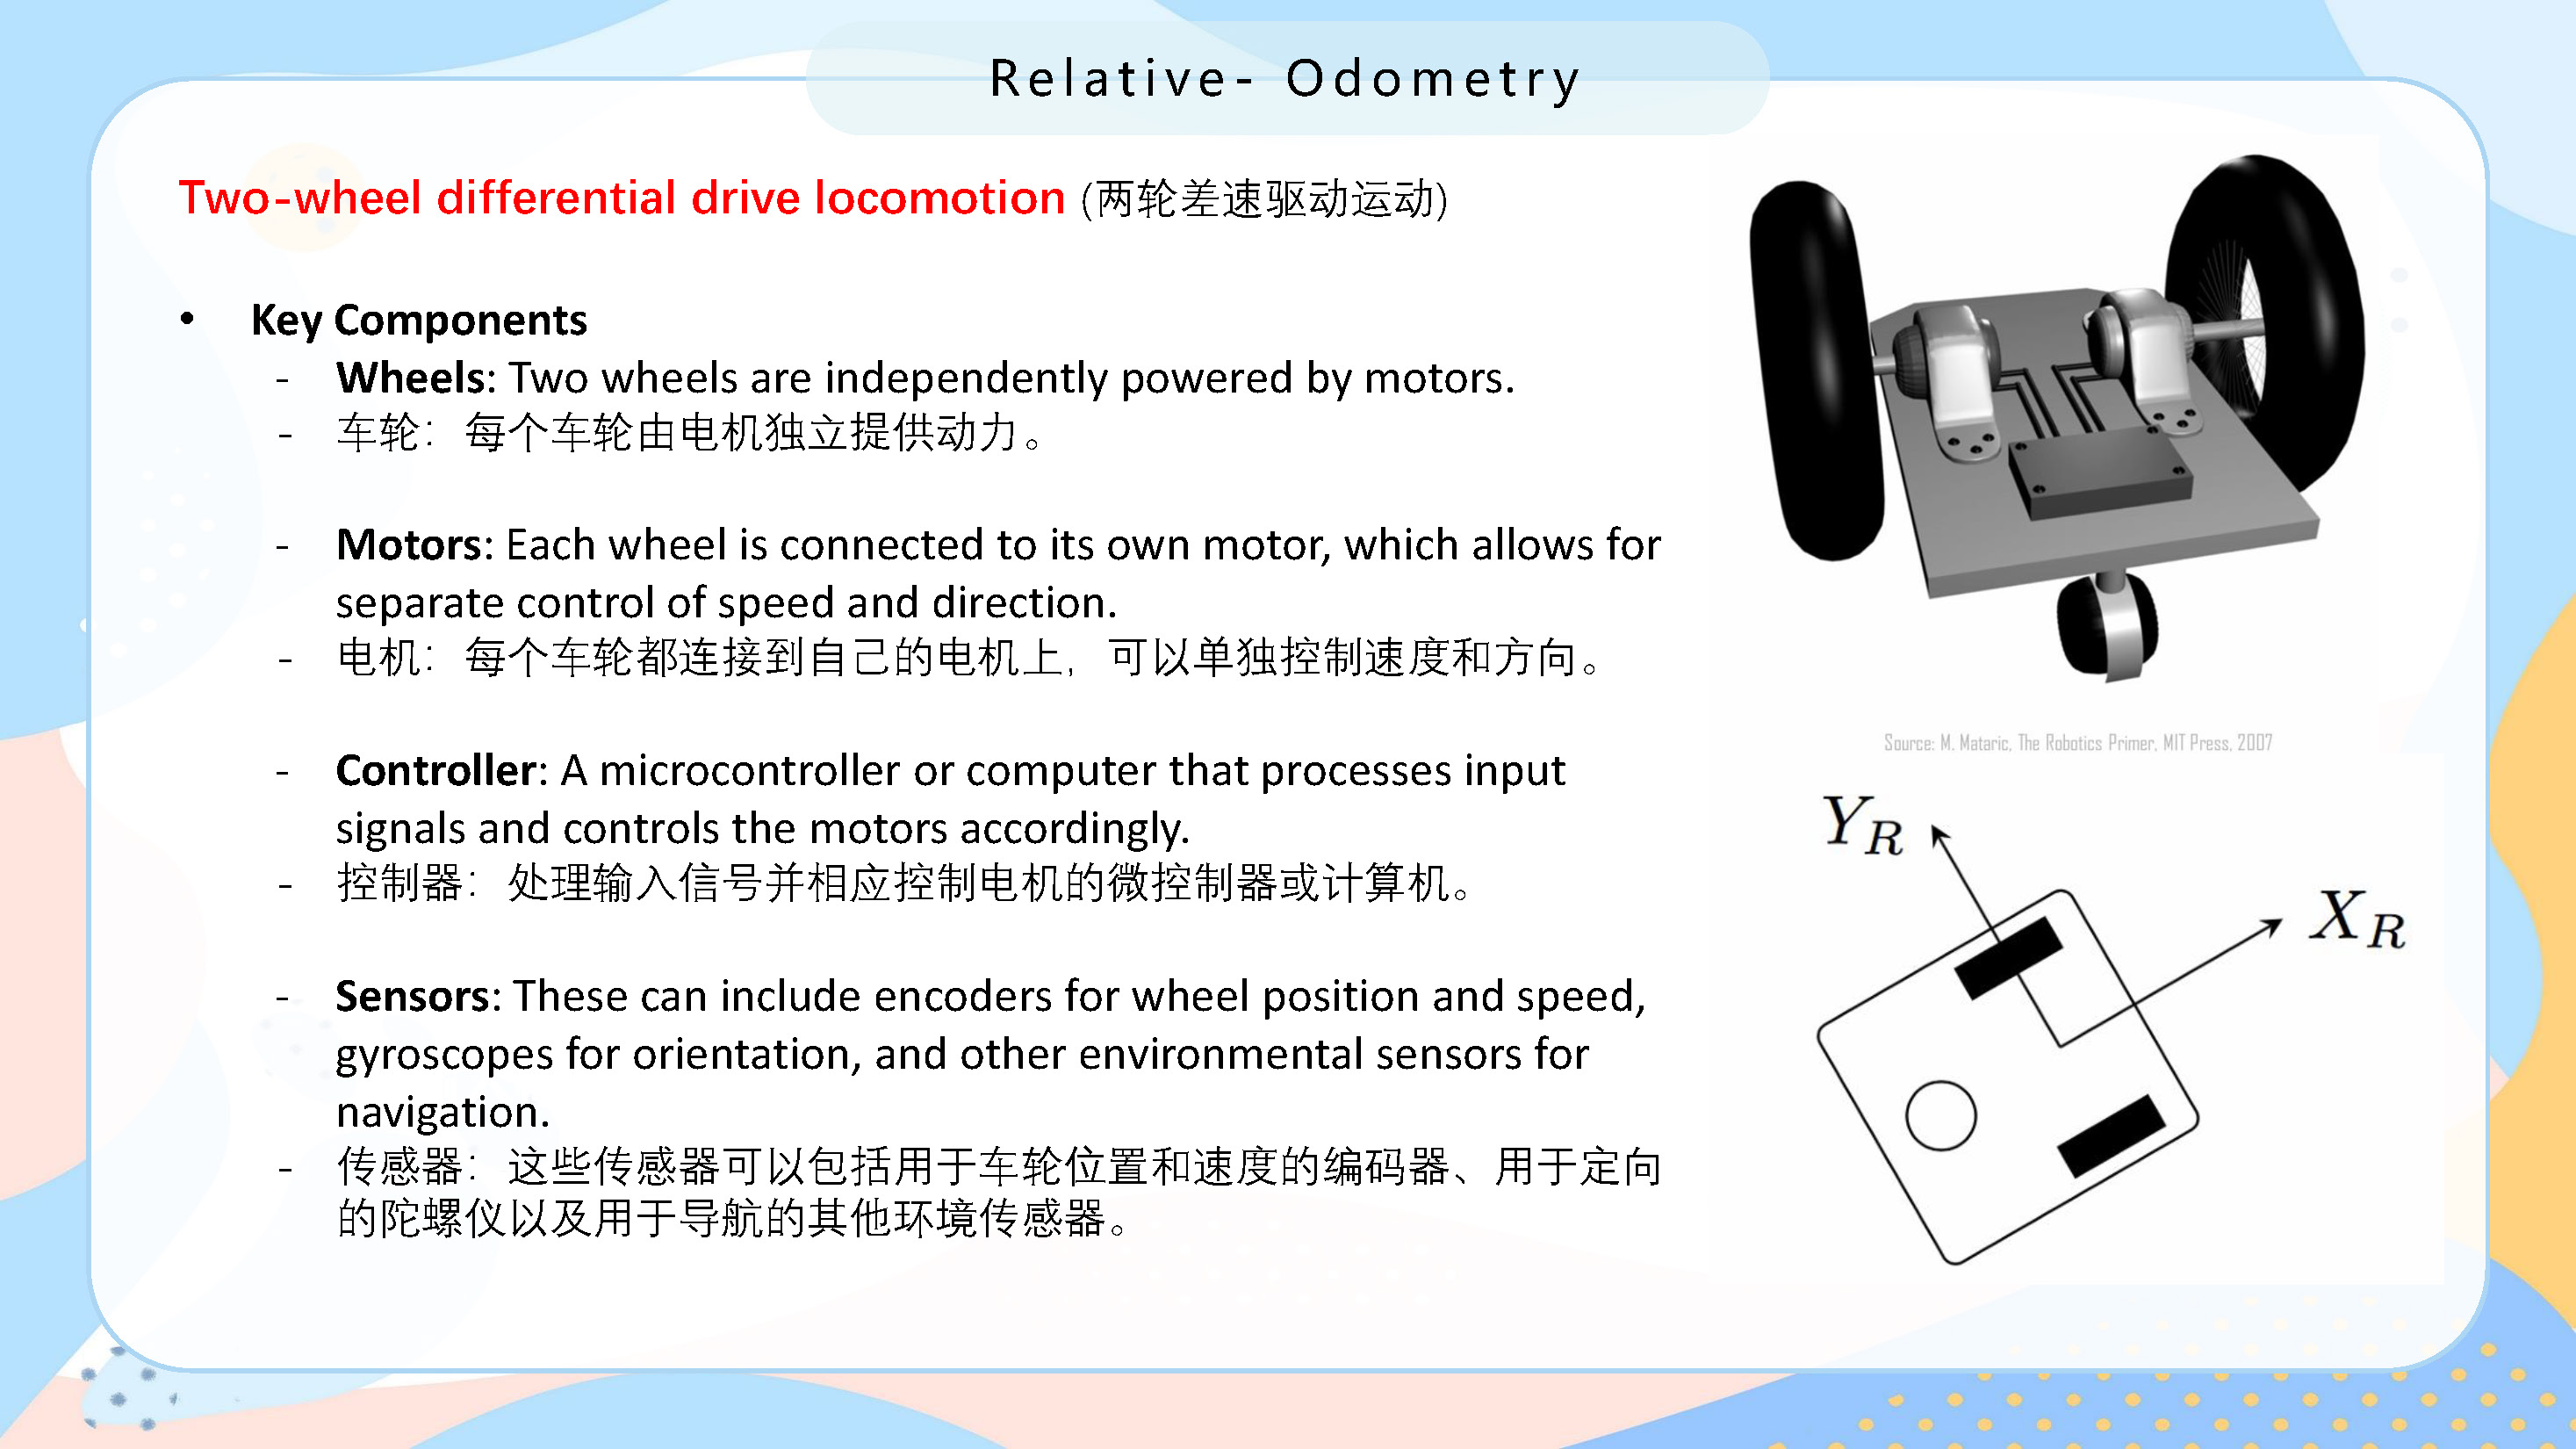 Relative- Odometry
Two-wheel differential drive locomotion (两轮差速驱动运动)
• Key Components
- Wheels: Two wheels are independently powered by motors.
- 车轮：每个车轮由电机独立提供动力。
- Motors: Each wheel is connected to its own motor, which allows for
separate control of speed and direction.
- 电机：每个车轮都连接到自己的电机上，可以单独控制速度和方向。
- Controller: A microcontroller or computer that processes input
signals and controls the motors accordingly.
- 控制器：处理输入信号并相应控制电机的微控制器或计算机。
- Sensors: These can include encoders for wheel position and speed,
gyroscopes for orientation, and other environmental sensors for
navigation.
- 传感器：这些传感器可以包括用于车轮位置和速度的编码器、用于定向
的陀螺仪以及用于导航的其他环境传感器。
Source: M. Mataric, The Robotics Primer, MIT Press, 2007
Y_R
X_R